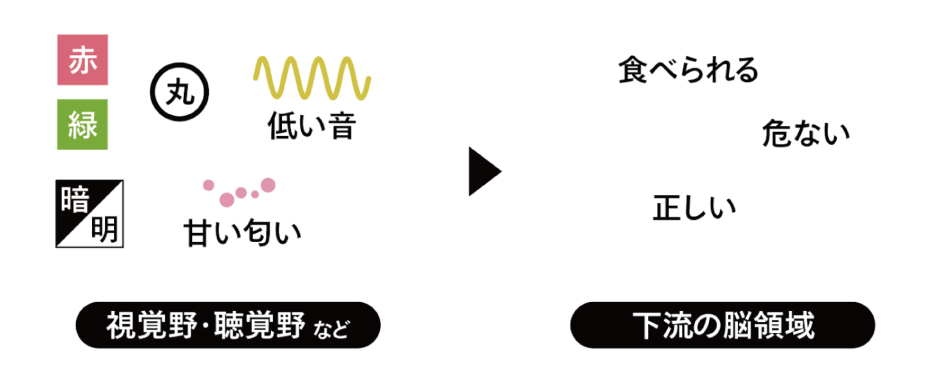 赤
緑
丸
低い音
暗
明
甘い匂い
視覚野・聴覚野 など
食べられる
危ない
正しい
下流の脳領域